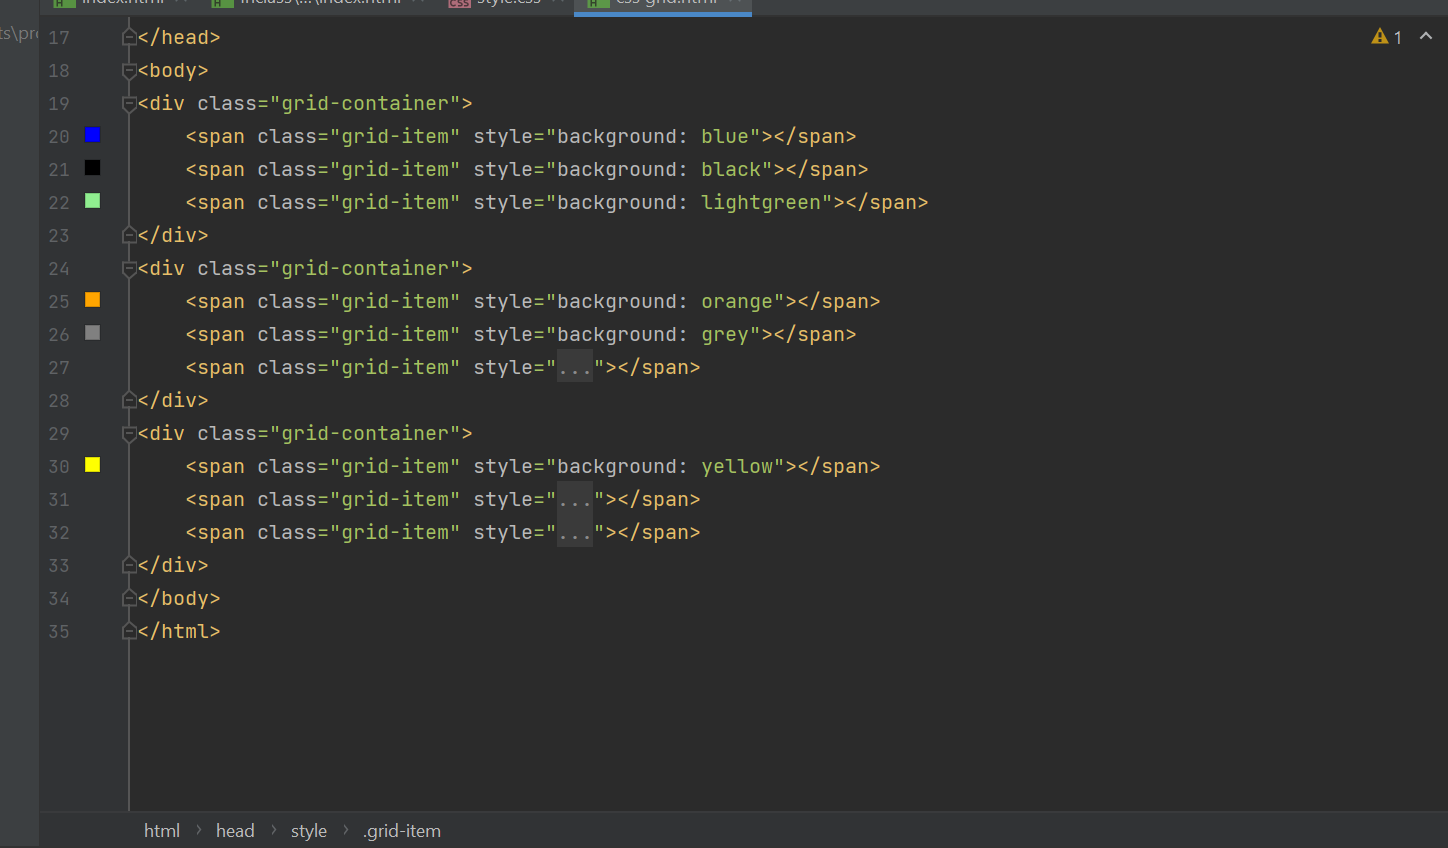 index.html
inclass\...\index.html
style.css
css-grid.html
ts\pro
1
17 </head>
18 <body>
19 <div class="grid-container">
20     <span class="grid-item" style="background: blue"></span>
21     <span class="grid-item" style="background: black"></span>
22     <span class="grid-item" style="background: lightgreen"></span>
23 </div>
24 <div class="grid-container">
25     <span class="grid-item" style="background: orange"></span>
26     <span class="grid-item" style="background: grey"></span>
27     <span class="grid-item" style="..."></span>
28 </div>
29 <div class="grid-container">
30     <span class="grid-item" style="background: yellow"></span>
31     <span class="grid-item" style="..."></span>
32     <span class="grid-item" style="..."></span>
33 </div>
34 </body>
35 </html>
html › head › style › .grid-item